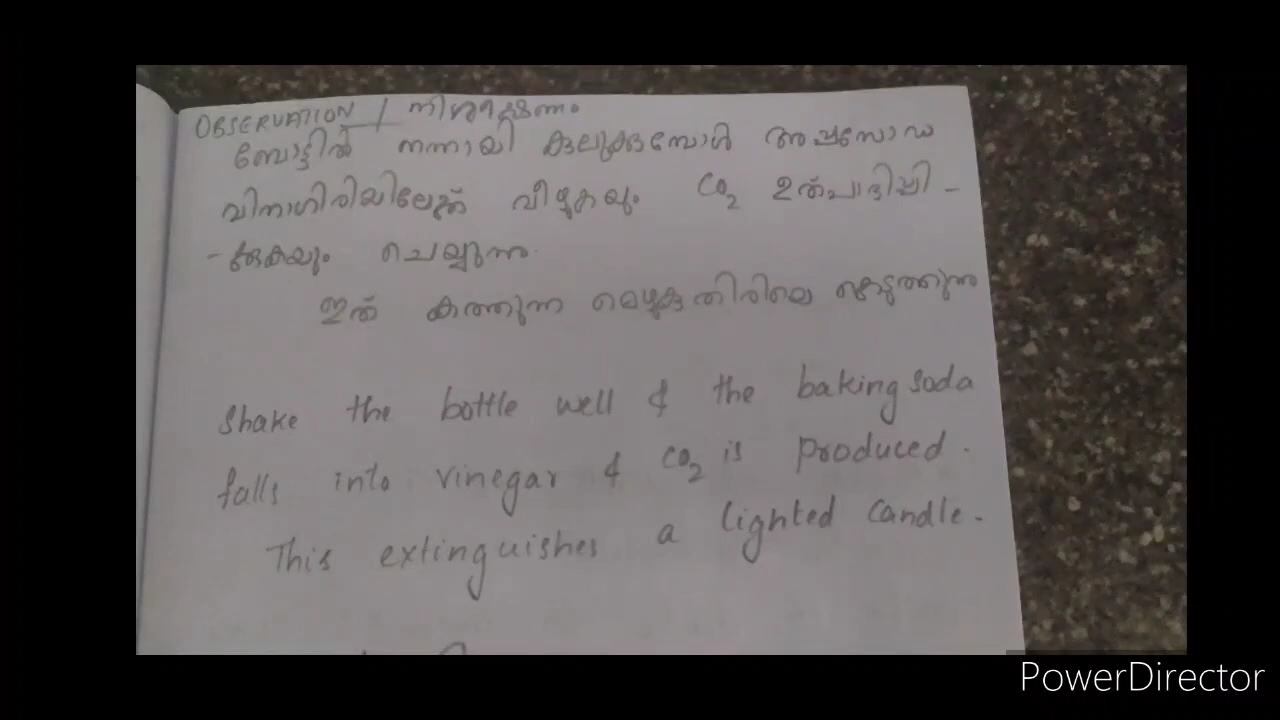 OBSERVATION / നിരീക്ഷണം
ബോട്ടിൽ നന്നായി കുലുക്കുമ്പോൾ അപ്പസോഡ
വിനാഗിരിയിലേക്ക് വീഴുകയും CO₂ ഉത്പാദിപ്പി -
- ക്കുകയും ചെയ്യുന്നു.
ഇത് കത്തുന്ന മെഴുകുതിരിയെ കെടുത്തുന്നു
Shake the bottle well & the baking soda
falls into vinegar & CO₂ is produced.
This extinguishes a lighted candle.
PowerDirector